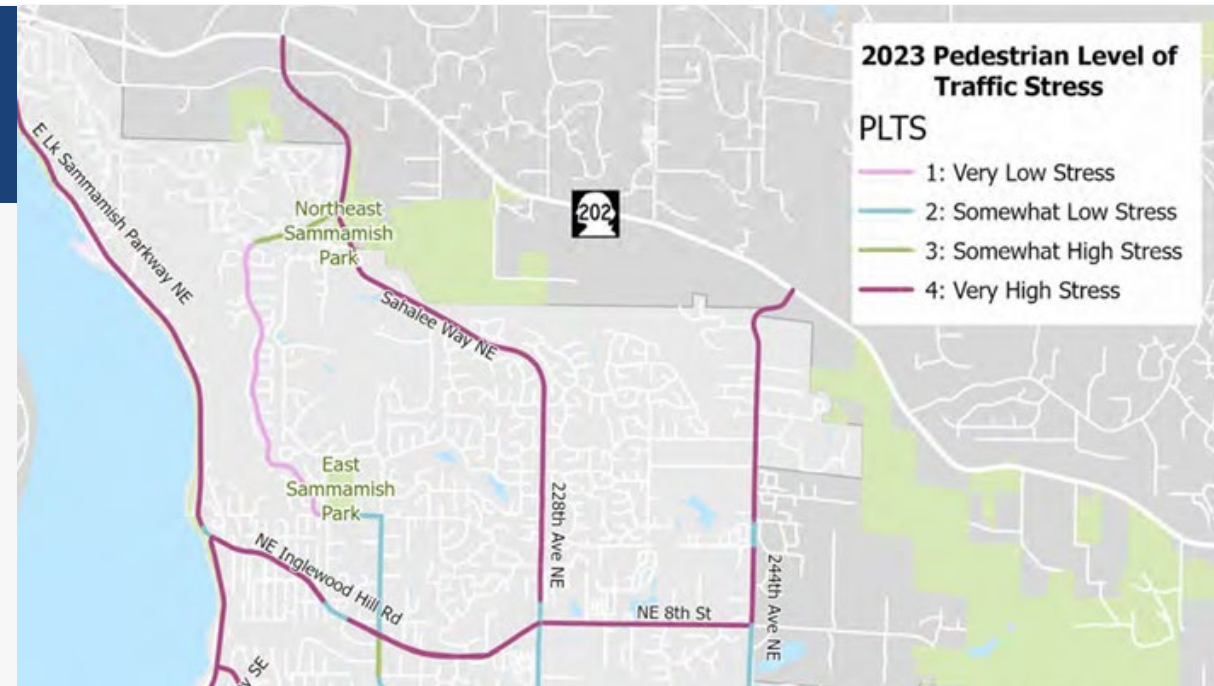 2023 Pedestrian Level of
Traffic Stress
PLTS
1: Very Low Stress
2: Somewhat Low Stress
3: Somewhat High Stress
4: Very High Stress
E Lk Sammamish Parkway NE
Northeast
Sammamish
Park
202
Sahalee Way NE
East
Sammamish
Park
228th Ave NE
NE Inglewood Hill Rd
NE 8th St
244th Ave NE
SE